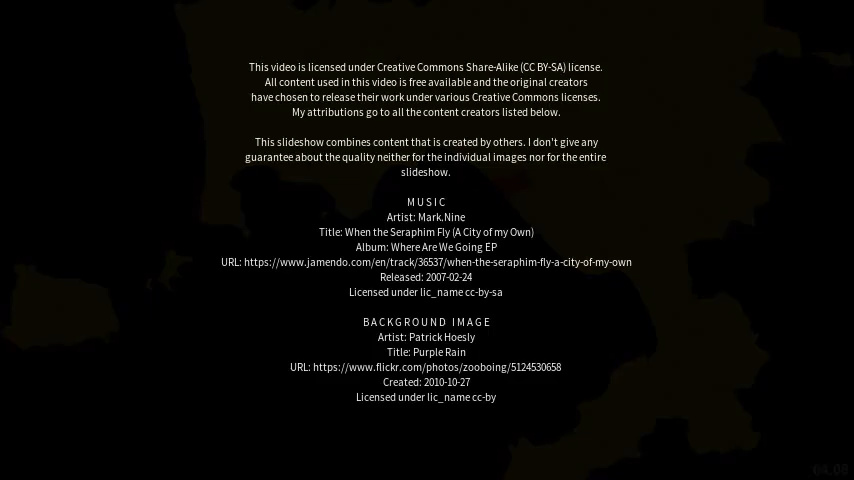 This video is licensed under Creative Commons Share-Alike (CC BY-SA) license.
All content used in this video is free available and the original creators
have chosen to release their work under various Creative Commons licenses.
My attributions go to all the content creators listed below.
This slideshow combines content that is created by others. I don't give any
guarantee about the quality neither for the individual images nor for the entire
slideshow.
MUSIC
Artist: Mark.Nine
Title: When the Seraphim Fly (A City of my Own)
Album: Where Are We Going EP
URL: https://www.jamendo.com/en/track/36537/when-the-seraphim-fly-a-city-of-my-own
Released: 2007-02-24
Licensed under lic_name cc-by-sa
BACKGROUND IMAGE
Artist: Patrick Hoesly
Title: Purple Rain
URL: https://www.flickr.com/photos/zooboing/5124530658
Created: 2010-10-27
Licensed under lic_name cc-by